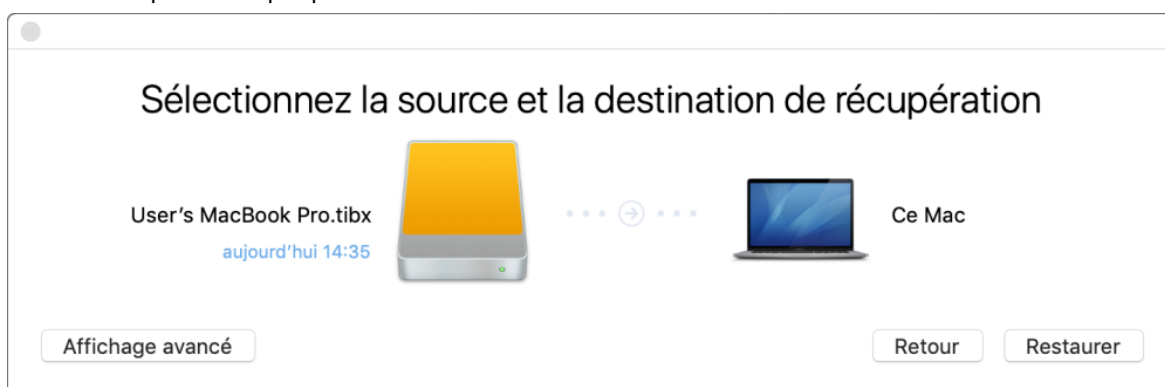 Sélectionnez la source et la destination de récupération
User's MacBook Pro.tibx
aujourd'hui 14:35
Ce Mac
Affichage avancé
Retour
Restaurer